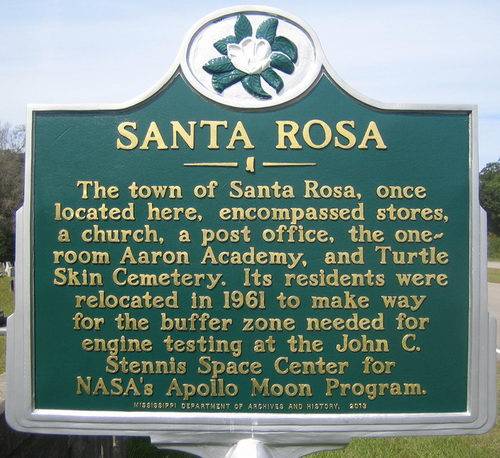 SANTA ROSA
The town of Santa Rosa, once
located here, encompassed stores,
a church, a post office, the one-
room Aaron Academy, and Turtle
Skin Cemetery. Its residents were
relocated in 1961 to make way
for the buffer zone needed for
engine testing at the John C.
Stennis Space Center for
NASA's Apollo Moon Program.
MISSISSIPPI DEPARTMENT OF ARCHIVES AND HISTORY, 2013